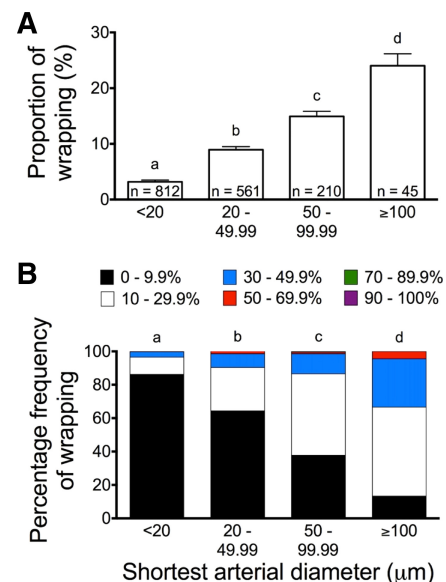 A
Proportion of
wrapping (%)
30
20
10
0
a
b
c
d
n = 812
n = 561
n = 210
n = 45
<20
20 -
49.99
50 -
99.99
≥100
B
0 - 9.9%
30 - 49.9%
70 - 89.9%
10 - 29.9%
50 - 69.9%
90 - 100%
Percentage frequency
of wrapping
100
80
60
40
20
0
a
b
c
d
<20
20 -
49.99
50 -
99.99
≥100
Shortest arterial diameter (μm)